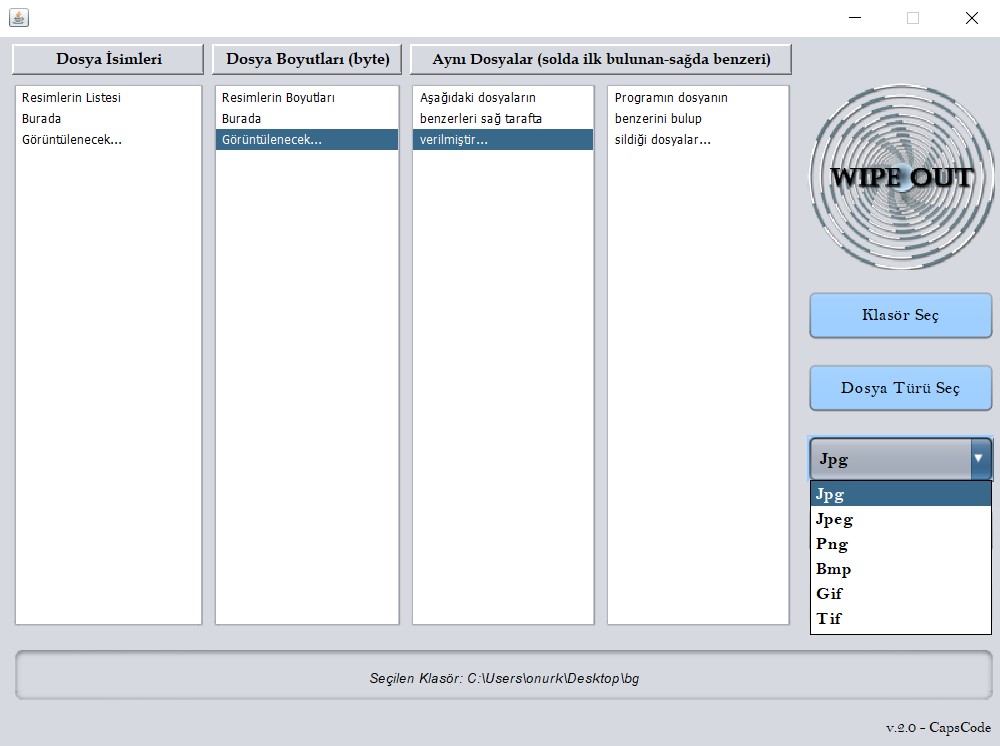 Dosya İsimleri
Dosya Boyutları (byte)
Aynı Dosyalar (solda ilk bulunan-sağda benzeri)
Resimlerin Listesi
Burada
Görüntülenecek...
Resimlerin Boyutları
Burada
Görüntülenecek...
Aşağıdaki dosyaların
benzerleri sağ tarafta
verilmiştir...
Programın dosyanın
benzerini bulup
sildiği dosyalar...
WIPE OUT
Klasör Seç
Dosya Türü Seç
Jpg
Jpg
Jpeg
Png
Bmp
Gif
Tif
Seçilen Klasör: C:\Users\onurk\Desktop\bg
v.2.0 - CapsCode